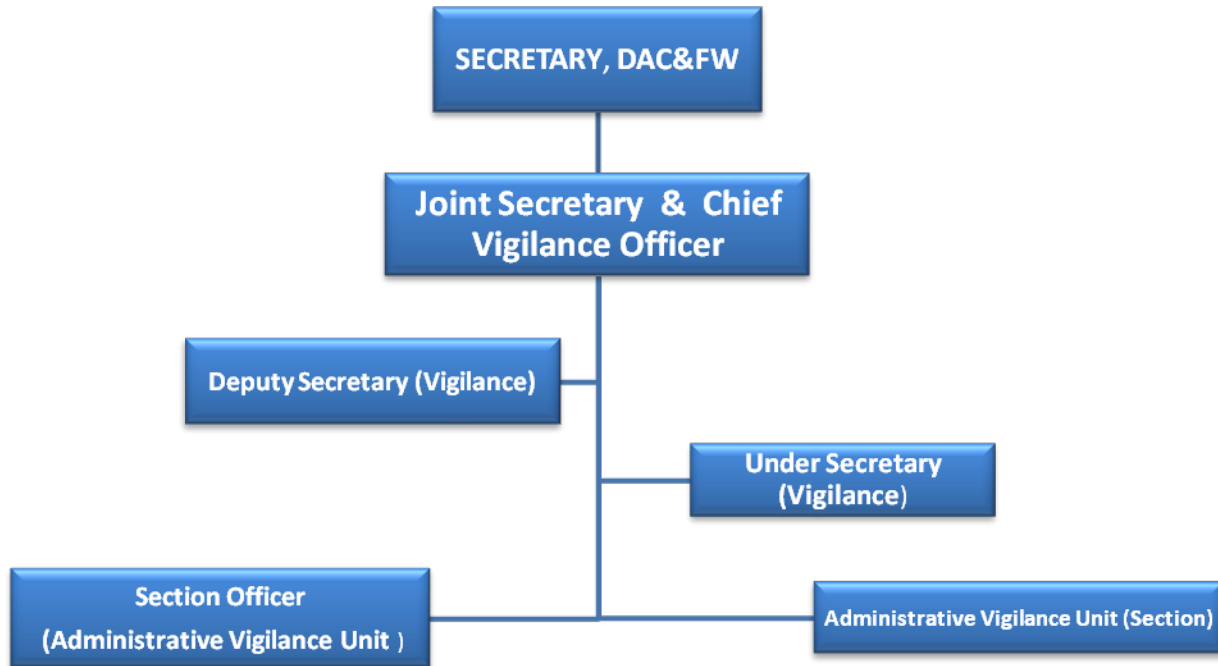 SECRETARY, DAC&FW
Joint Secretary & Chief
Vigilance Officer
Deputy Secretary (Vigilance)
Under Secretary
(Vigilance)
Section Officer
(Administrative Vigilance Unit )
Administrative Vigilance Unit (Section)